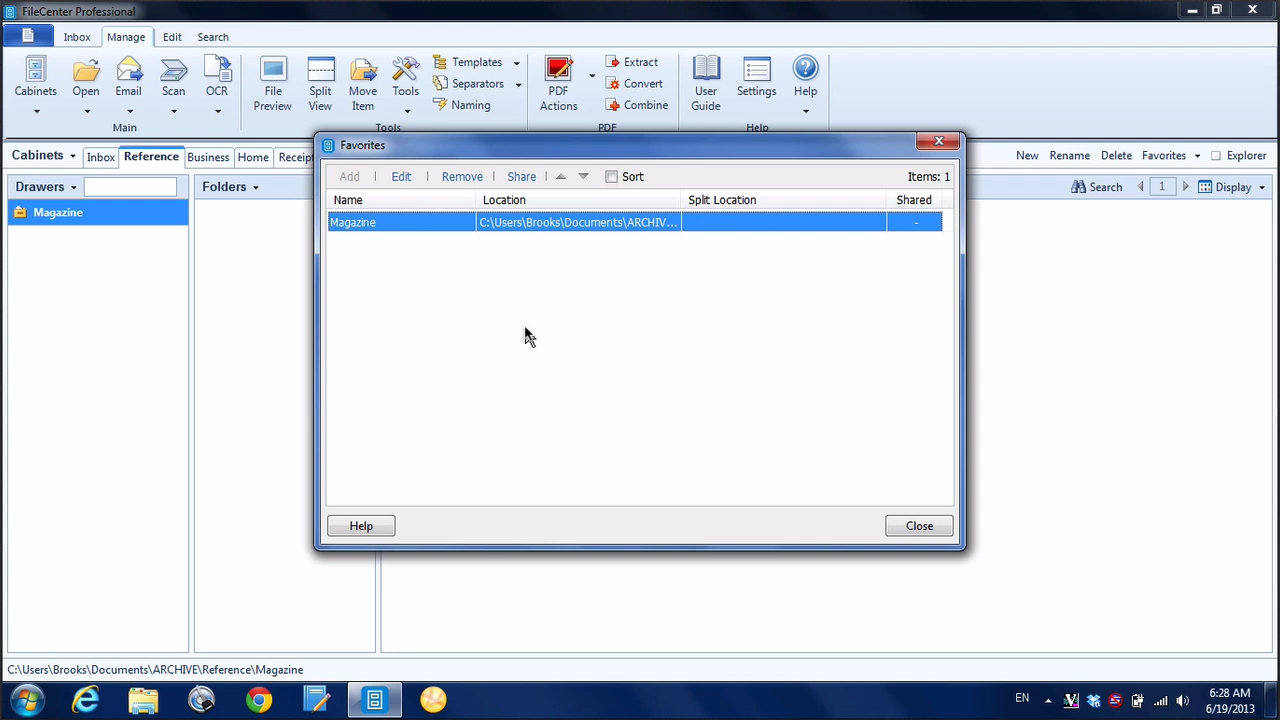 FileCenter Professional
Inbox Manage Edit Search
Cabinets Open Email Scan OCR File Preview Split View Move Item Tools Templates Separators Naming PDF Actions Extract Convert Combine User Guide Settings Help
Main Tools PDF Help
Cabinets Inbox Reference Business Home Receip New Rename Delete Favorites Explorer
Drawers Folders Search 1 Display
Magazine
Favorites
Add Edit Remove Share Sort Items: 1
Name Location Split Location Shared
Magazine C:\Users\Brooks\Documents\ARCHIV... -
Help Close
C:\Users\Brooks\Documents\ARCHIVE\Reference\Magazine
EN 6:28 AM
6/19/2013